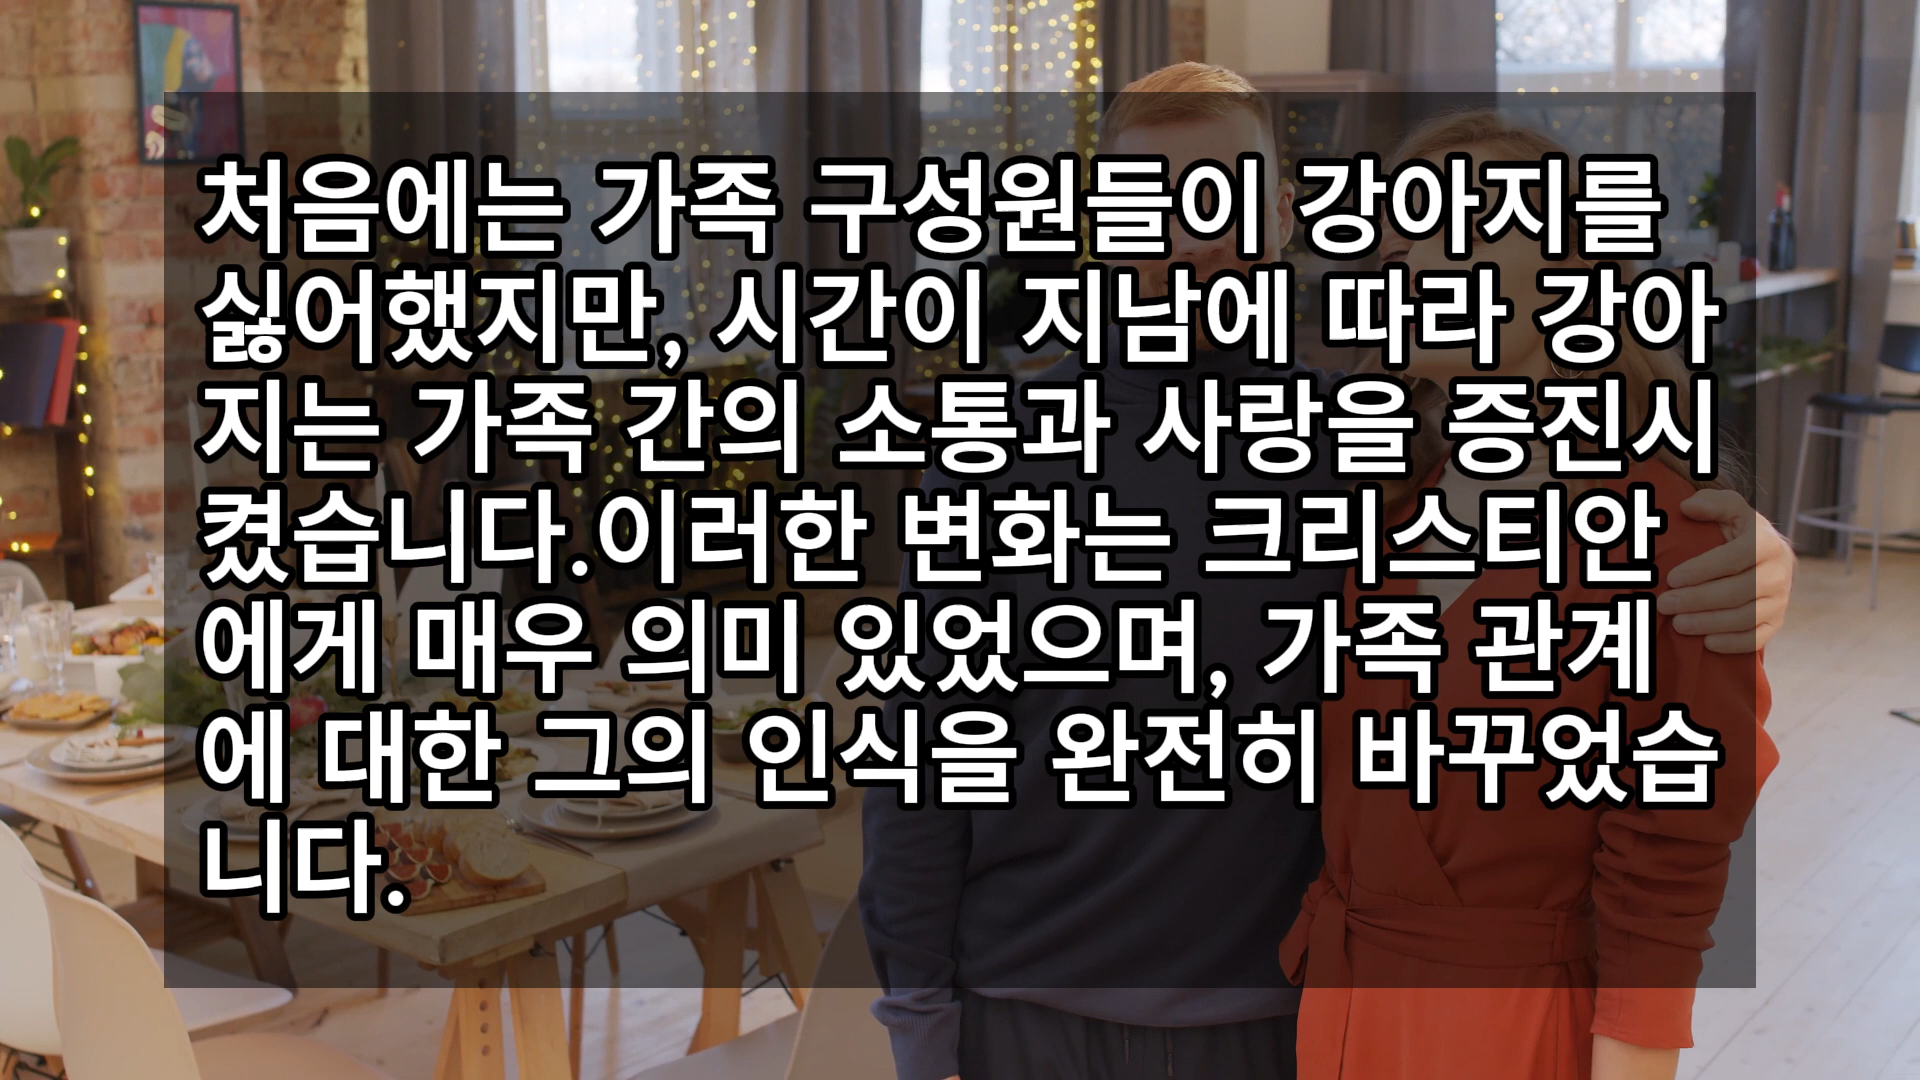 처음에는 가족 구성원들이 강아지를
싫어했지만, 시간이 지남에 따라 강아
지는 가족 간의 소통과 사랑을 증진시
켰습니다.이러한 변화는 크리스티안
에게 매우 의미 있었으며, 가족 관계
에 대한 그의 인식을 완전히 바꾸었습
니다.